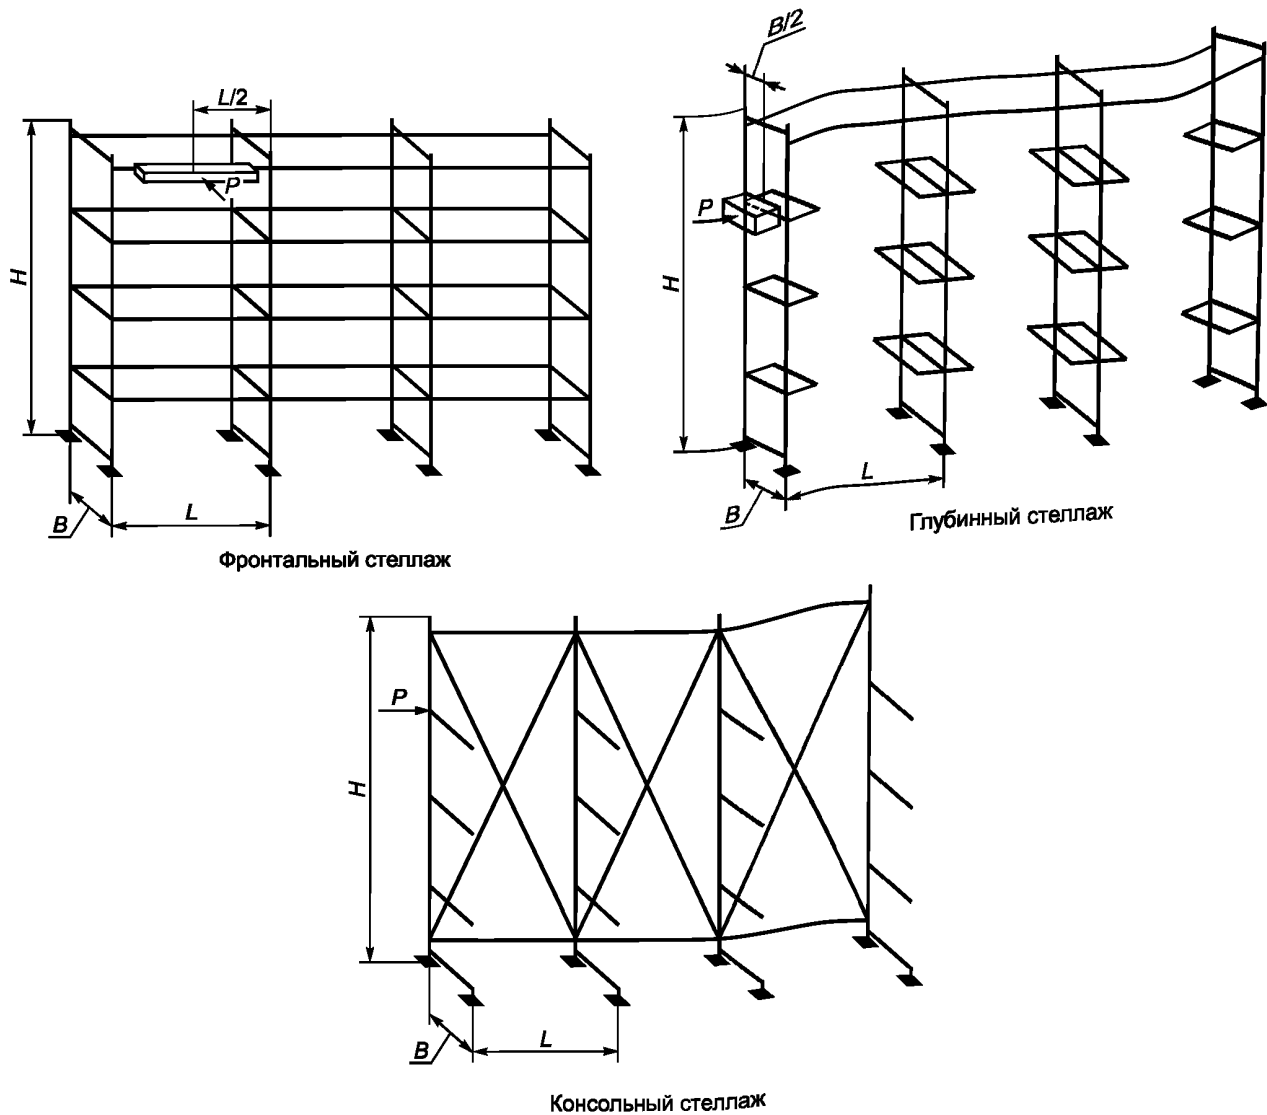 L/2
P
H
B
L
Фронтальный стеллаж
B/2
P
H
B
L
Глубинный стеллаж
P
H
B
L
Консольный стеллаж